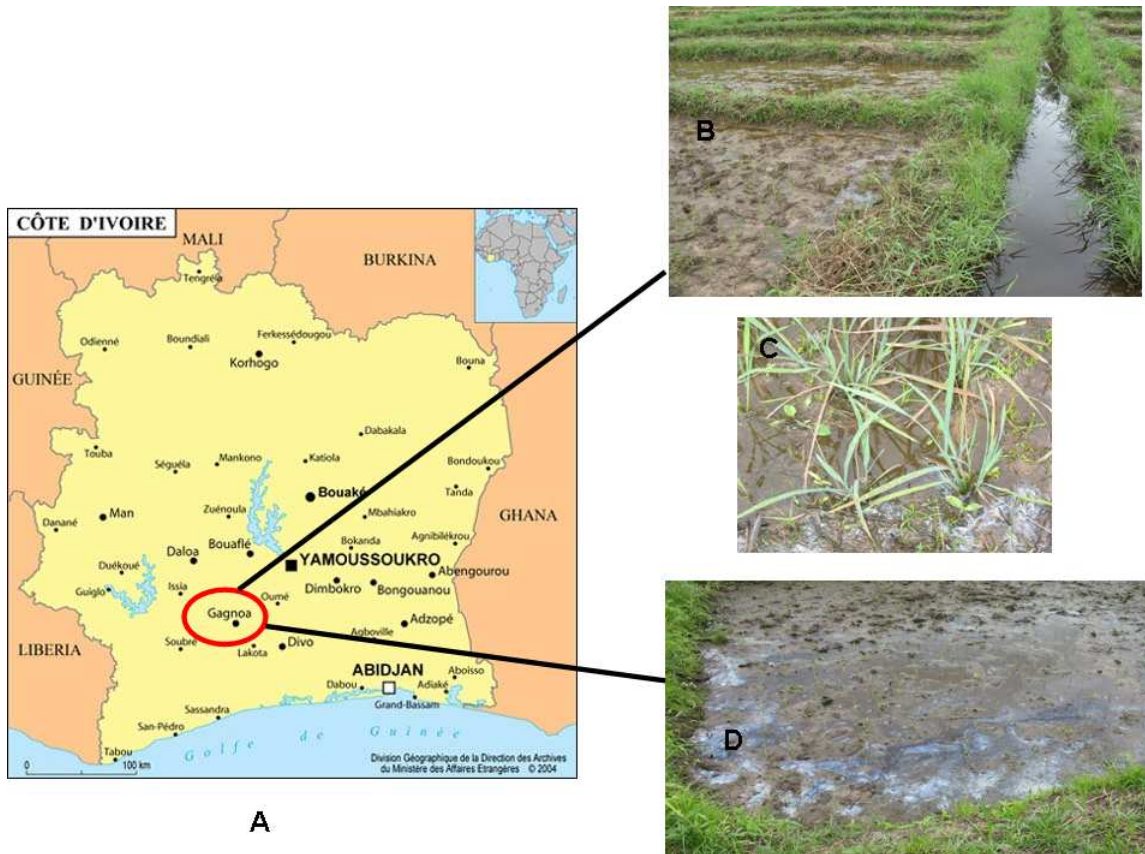 CÔTE D'IVOIRE
MALI
BURKINA
Tengréla
Odienné
Boundiali
Ferkessédougou
Korhogo
Bouna
GUINÉE
Dabakala
Touba
Séguéla
Mankono
Katiola
Bondoukou
Bouaké
Tanda
Man
Zuénoula
Mbahiakro
GHANA
Danané
Agnibilékrou
Daloa
Bouaflé
Bokanda
YAMOUSSOUKRO
Duékoué
Abengourou
Guiglo
Issia
Oumé
Dimbokro
Bongouanou
Gagnoa
Adzopé
LIBERIA
Soubré
Lakota
Divo
Agboville
ABIDJAN
Aboisso
Dabou
Adiaké
Grand-Bassam
Sassandra
San-Pédro
Golfe de Guinée
Tabou
0 100 km
Division Géographique de la Direction des Archives
du Ministère des Affaires Etrangères © 2004
A
B
C
D